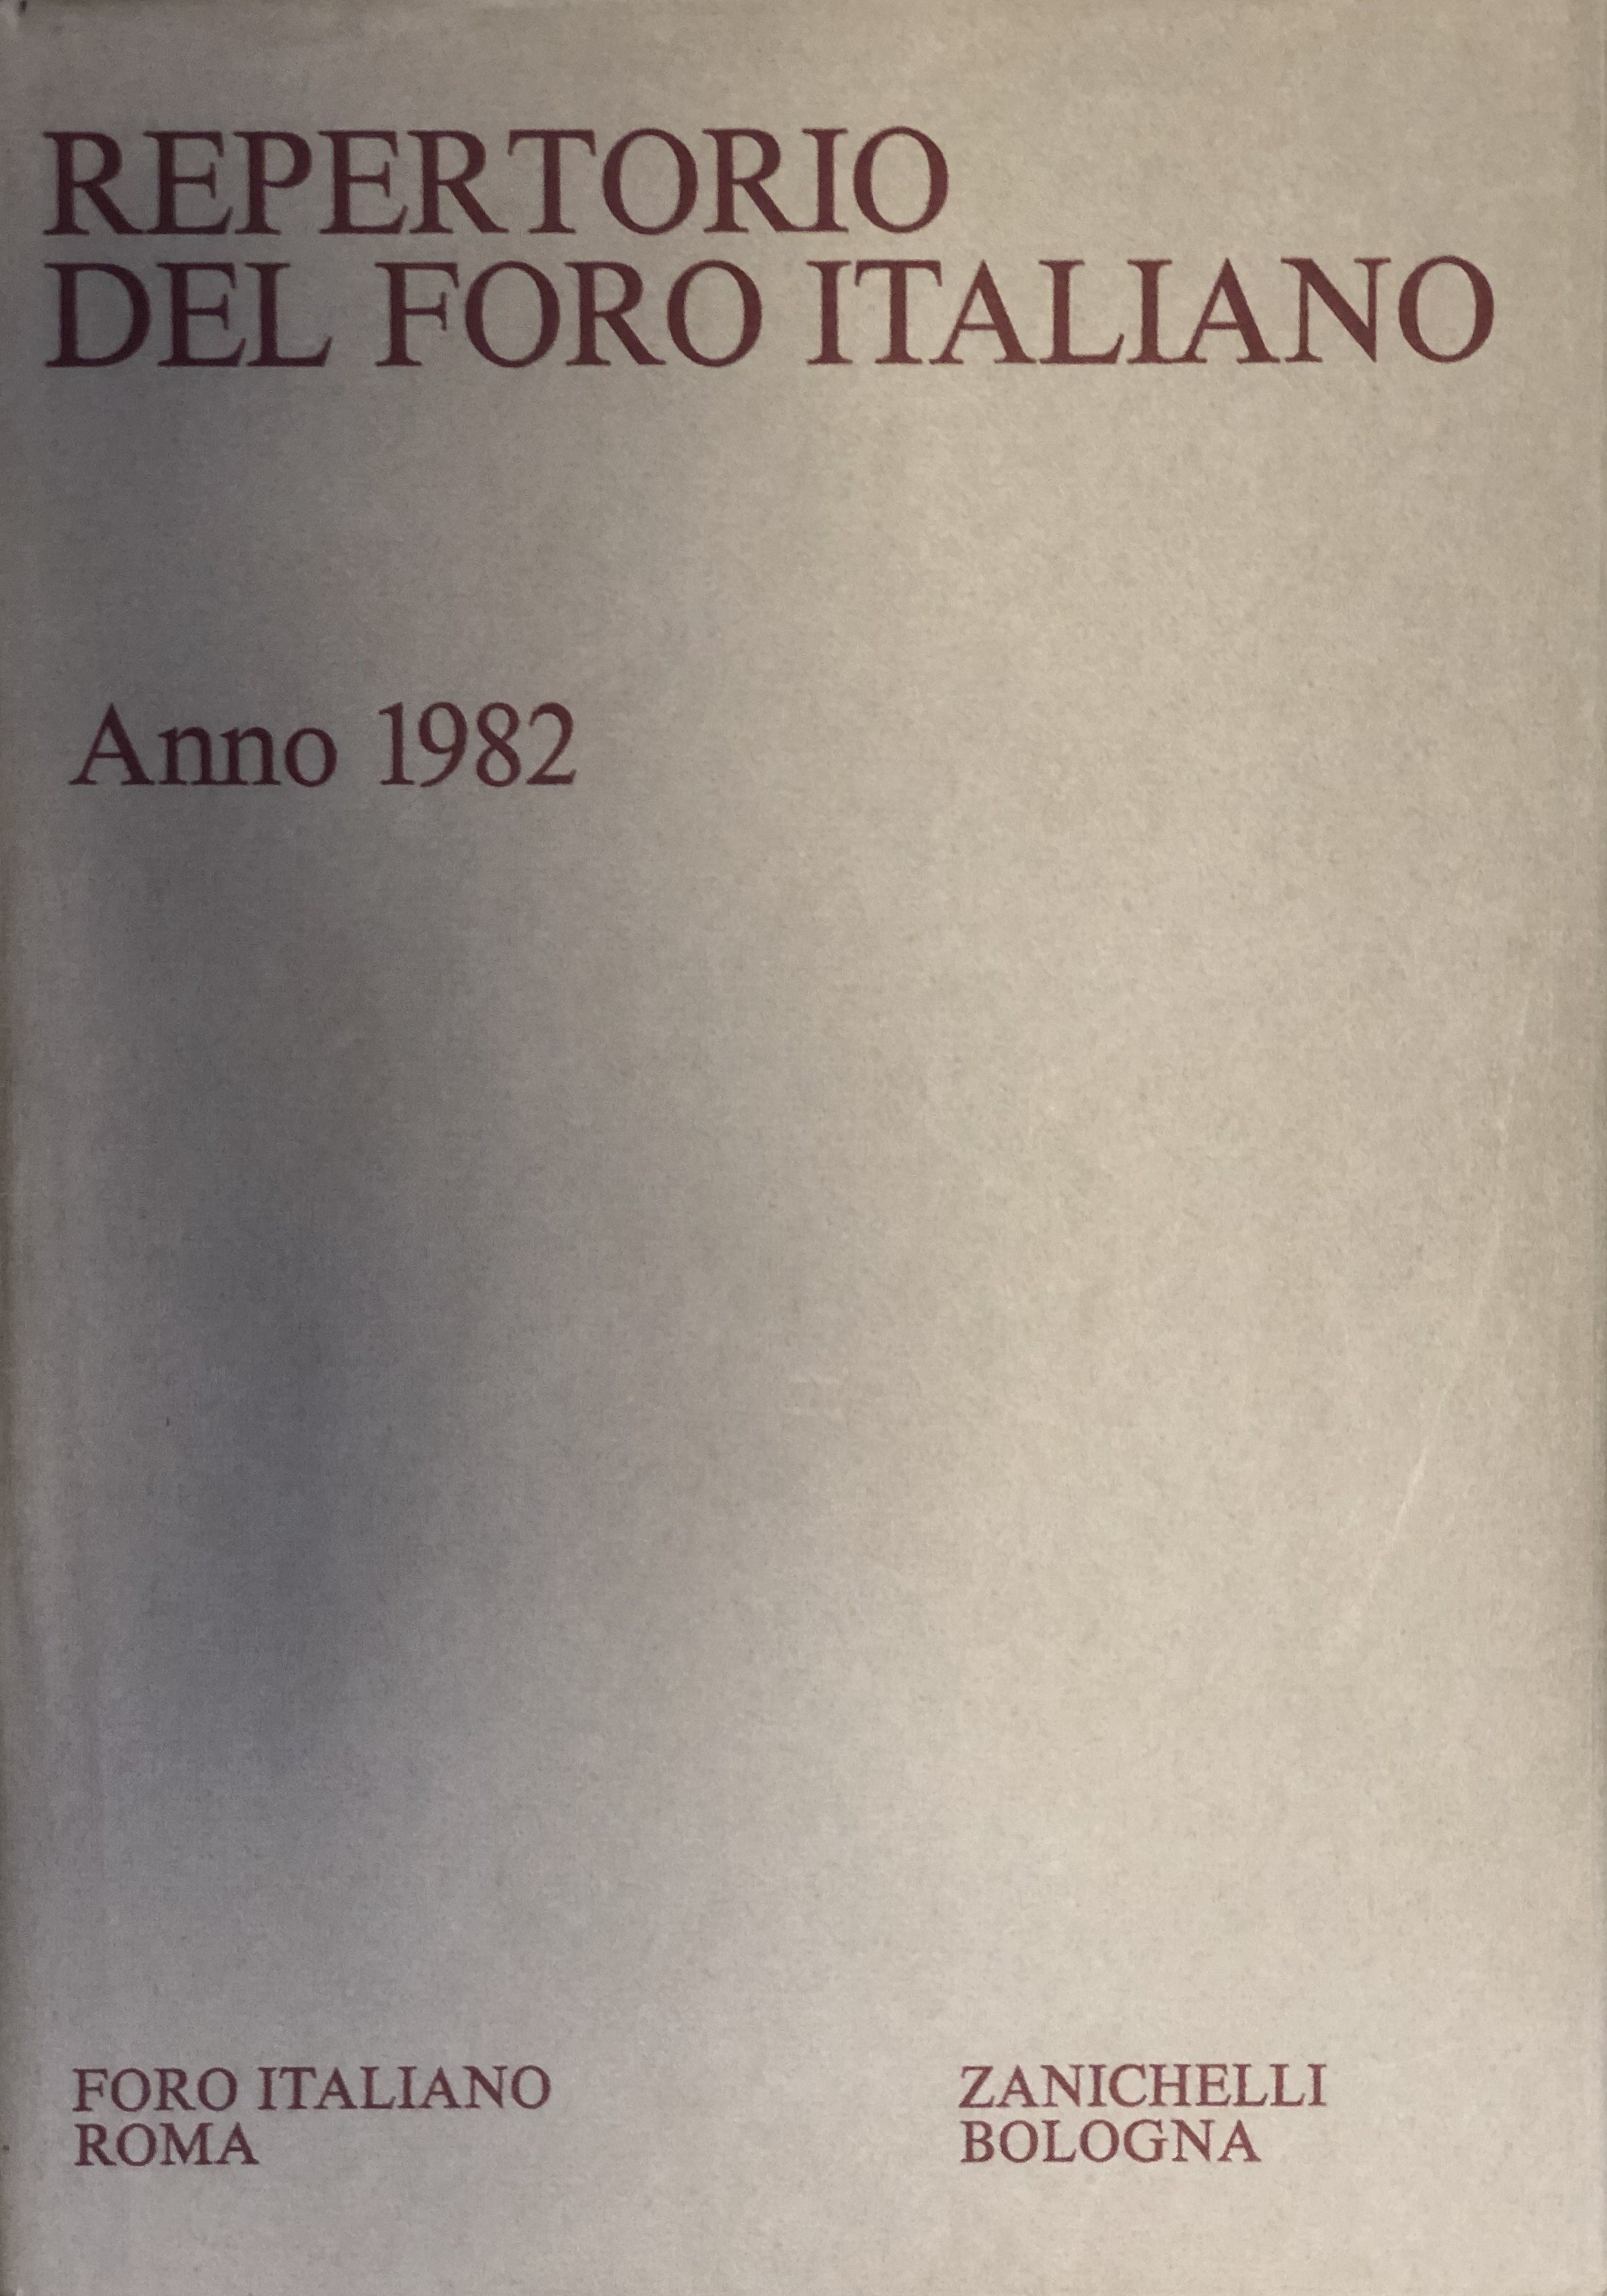 REPERTORIO
DEL FORO ITALIANO
Anno 1982
FORO ITALIANO
ROMA
ZANICHELLI
BOLOGNA